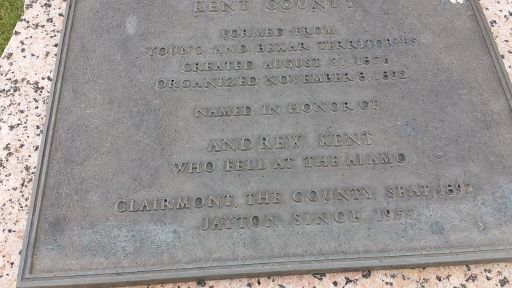 KENT COUNTY
FORMED FROM
YOUNG AND BEXAR TERRITORIES
CREATED AUGUST 21, 1876
ORGANIZED NOVEMBER 8, 1892
NAMED IN HONOR OF
ANDREW KENT
WHO FELL AT THE ALAMO
CLAIRMONT, THE COUNTY SEAT, 1892
JAYTON, SINCE 1957